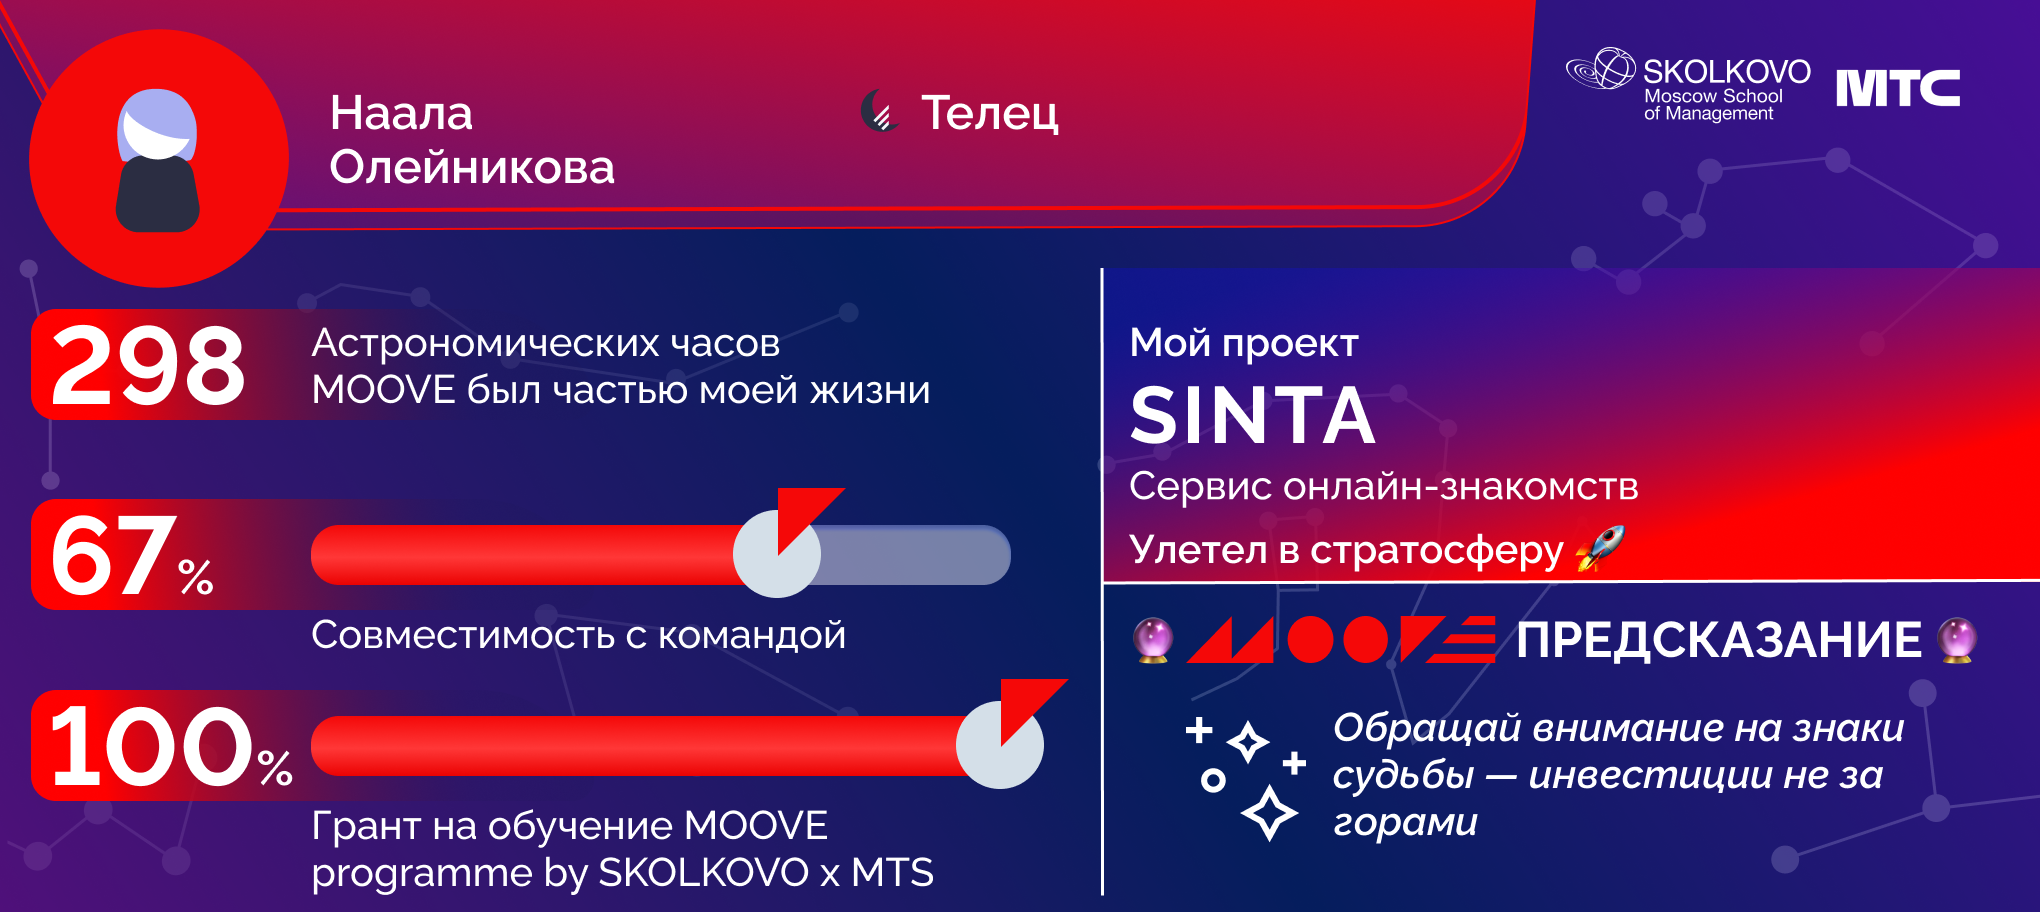 Наала
Олейникова
Телец
SKOLKOVO
Moscow School
of Management
МТС
298
Астрономических часов
MOOVE был частью моей жизни
67%
Совместимость с командой
100%
Грант на обучение MOOVE
programme by SKOLKOVO x MTS
Мой проект
SINTA
Сервис онлайн-знакомств
Улетел в стратосферу 🚀
🔮 MOOVE ПРЕДСКАЗАНИЕ 🔮
Обращай внимание на знаки
судьбы — инвестиции не за
горами